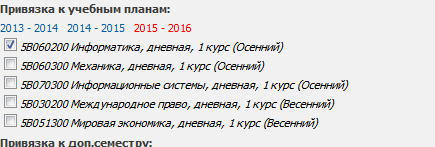 Привязка к учебным планам:
2013 - 2014 2014 - 2015 2015 - 2016
5B060200 Информатика, дневная, 1 курс (Осенний)
5B060300 Механика, дневная, 1 курс (Осенний)
5B070300 Информационные системы, дневная, 1 курс (Осенний)
5B030200 Международное право, дневная, 1 курс (Весенний)
5B051300 Мировая экономика, дневная, 1 курс (Весенний)
Привязка к доп.семестру: